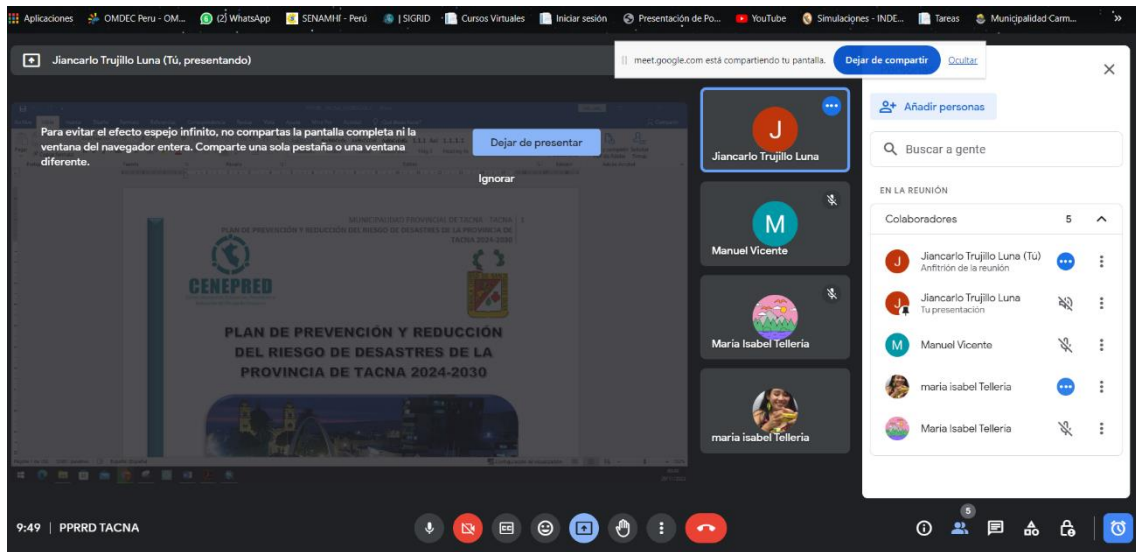 Aplicaciones
OMDEC Peru - OM...
(2) WhatsApp
SENAMHI - Perú
| SIGRID
Cursos Virtuales
Iniciar sesión
Presentación de Po...
YouTube
Simulaciones - INDE...
Tareas
Municipalidad Carm...
»
Jiancarlo Trujillo Luna (Tú, presentando)
meet.google.com está compartiendo tu pantalla.
Dejar de compartir
Ocultar
Para evitar el efecto espejo infinito, no compartas la pantalla completa ni la
ventana del navegador entera. Comparte una sola pestaña o una ventana
diferente.
Dejar de presentar
Ignorar
MUNICIPALIDAD PROVINCIAL DE TACNA - TACNA | 1
PLAN DE PREVENCIÓN Y REDUCCIÓN DEL RIESGO DE DESASTRES DE LA PROVINCIA DE
TACNA 2024-2030
CENEPRED
PLAN DE PREVENCIÓN Y REDUCCIÓN
DEL RIESGO DE DESASTRES DE LA
PROVINCIA DE TACNA 2024-2030
J
Jiancarlo Trujillo Luna
M
Manuel Vicente
Maria Isabel Telleria
maria isabel Telleria
Añadir personas
Buscar a gente
EN LA REUNIÓN
Colaboradores 5
J
Jiancarlo Trujillo Luna (Tú)
Anfitrión de la reunión
J
Jiancarlo Trujillo Luna
Tu presentación
M
Manuel Vicente
maria isabel Telleria
Maria Isabel Telleria
9:49 | PPRRD TACNA
5